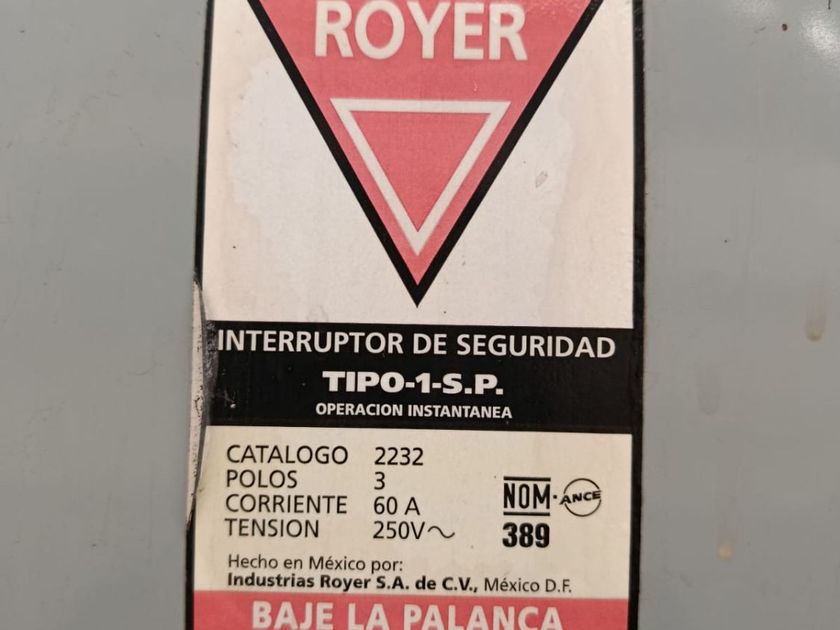 ROYER
INTERRUPTOR DE SEGURIDAD
TIPO-1-S.P.
OPERACION INSTANTANEA
CATALOGO 2232
POLOS 3
CORRIENTE 60 A
TENSION 250V~
NOM-ANCE
389
Hecho en México por:
Industrias Royer S.A. de C.V., México D.F.
BAJE LA PALANCA